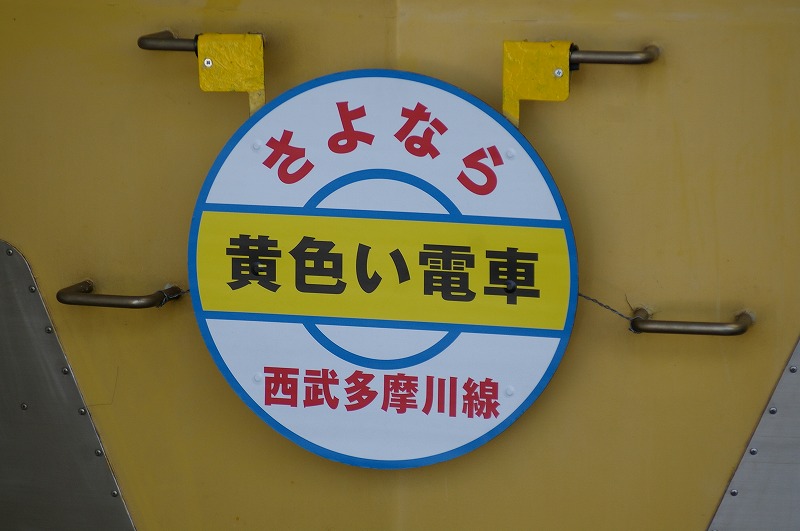 さよなら
黄色い電車
西武多摩川線